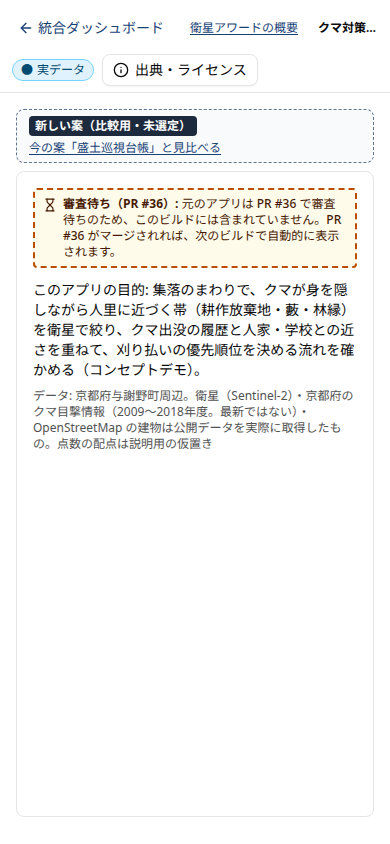 ← 統合ダッシュボード 衛星アワードの概要 クマ対策...
実データ 出典・ライセンス
新しい案（比較用・未選定）
今の案「盛土巡視台帳」と見比べる
審査待ち（PR #36）: 元のアプリは PR #36 で審査
待ちのため、このビルドには含まれていません。PR
#36 がマージされれば、次のビルドで自動的に表示
されます。
このアプリの目的: 集落のまわりで、クマが身を隠
しながら人里に近づく帯（耕作放棄地・藪・林縁）
を衛星で絞り、クマ出没の履歴と人家・学校との近
さを重ねて、刈り払いの優先順位を決める流れを確
かめる（コンセプトデモ）。
データ: 京都府与謝野町周辺。衛星（Sentinel-2）・京都府の
クマ目撃情報（2009〜2018年度。最新ではない）・
OpenStreetMap の建物は公開データを実際に取得したも
の。点数の配点は説明用の仮置き